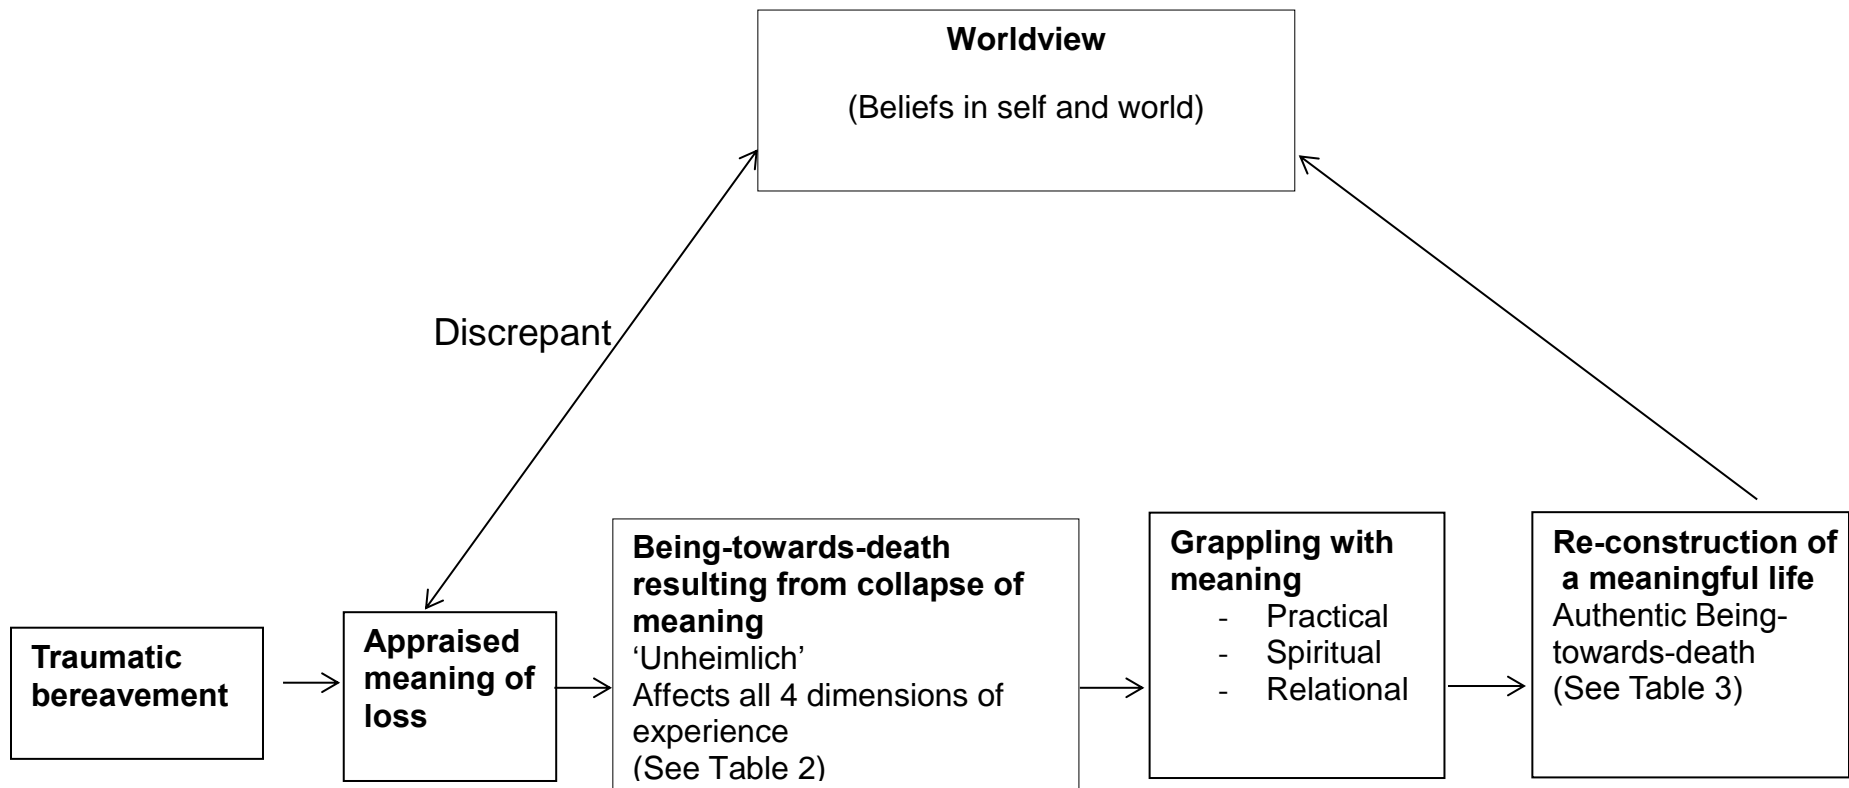 Worldview
(Beliefs in self and world)
Discrepant
Traumatic
bereavement
Appraised
meaning of
loss
Being-towards-death
resulting from collapse of
meaning
‘Unheimlich’
Affects all 4 dimensions of
experience
(See Table 2)
Grappling with
meaning
- Practical
- Spiritual
- Relational
Re-construction of
a meaningful life
Authentic Being-
towards-death
(See Table 3)